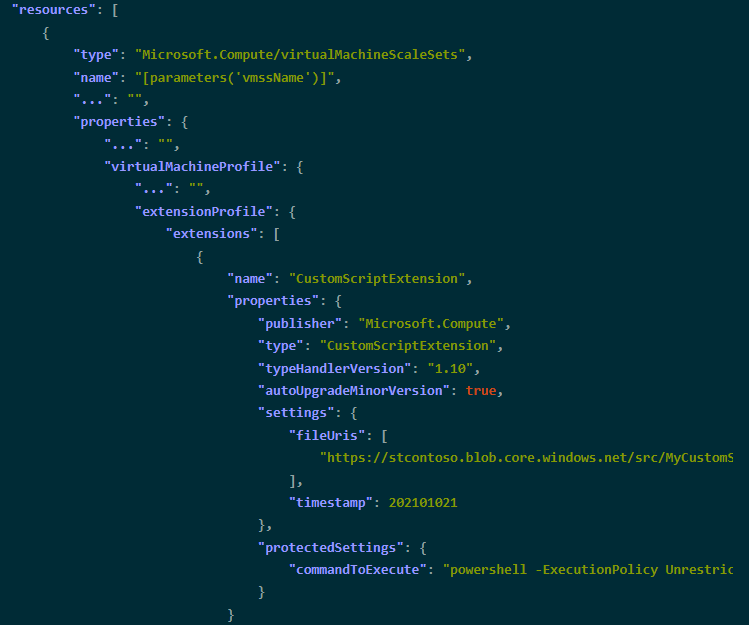 "resources": [
{
"type": "Microsoft.Compute/virtualMachineScaleSets",
"name": "[parameters('vmssName')]",
"...": "",
"properties": {
"...": "",
"virtualMachineProfile": {
"...": "",
"extensionProfile": {
"extensions": [
{
"name": "CustomScriptExtension",
"properties": {
"publisher": "Microsoft.Compute",
"type": "CustomScriptExtension",
"typeHandlerVersion": "1.10",
"autoUpgradeMinorVersion": true,
"settings": {
"fileUris": [
"https://stcontoso.blob.core.windows.net/src/MyCustomS
],
"timestamp": 202101021
},
"protectedSettings": {
"commandToExecute": "powershell -ExecutionPolicy Unrestric
}
}